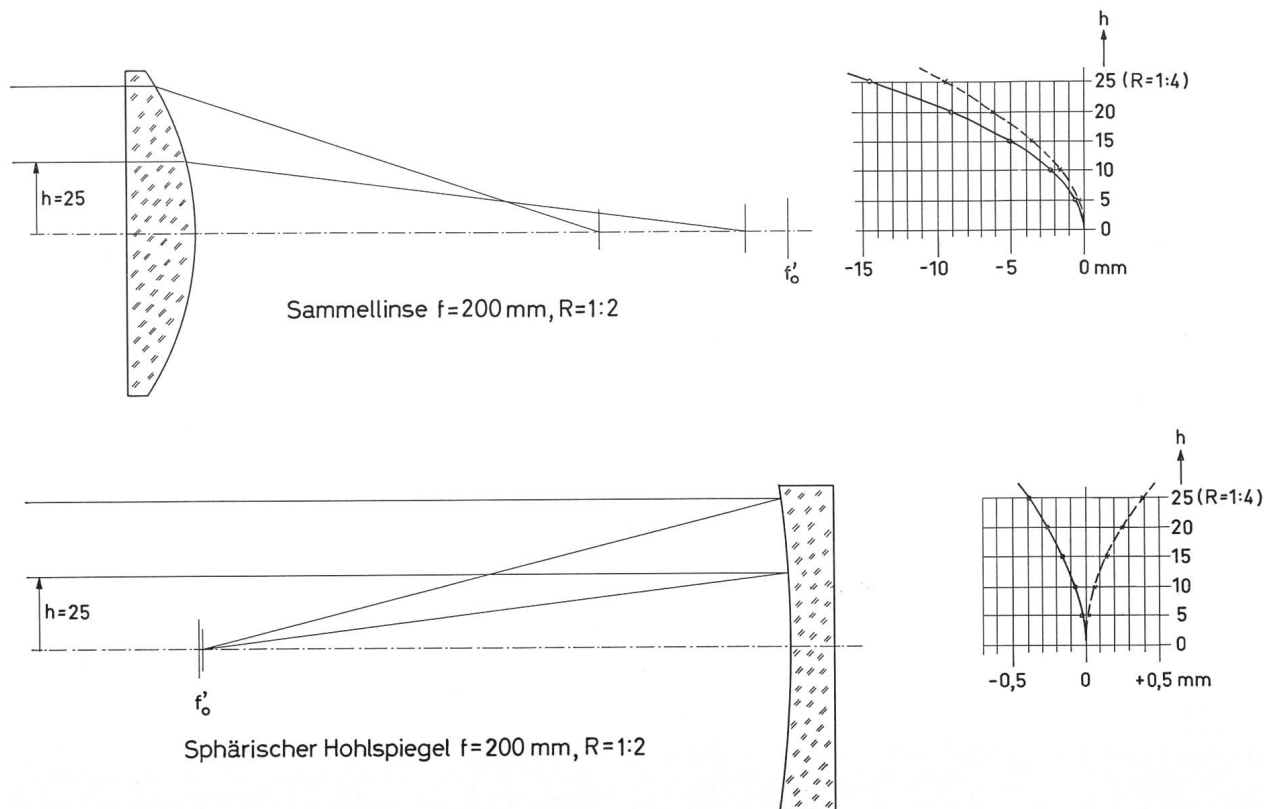 h
25 (R=1:4)
20
15
10
5
0
-15 -10 -5 0 mm
h=25
f'₀
Sammellinse f=200 mm, R=1:2
h
25 (R=1:4)
20
15
10
5
0
-0,5 0 +0,5 mm
h=25
f'₀
Sphärischer Hohlspiegel f=200 mm, R=1:2